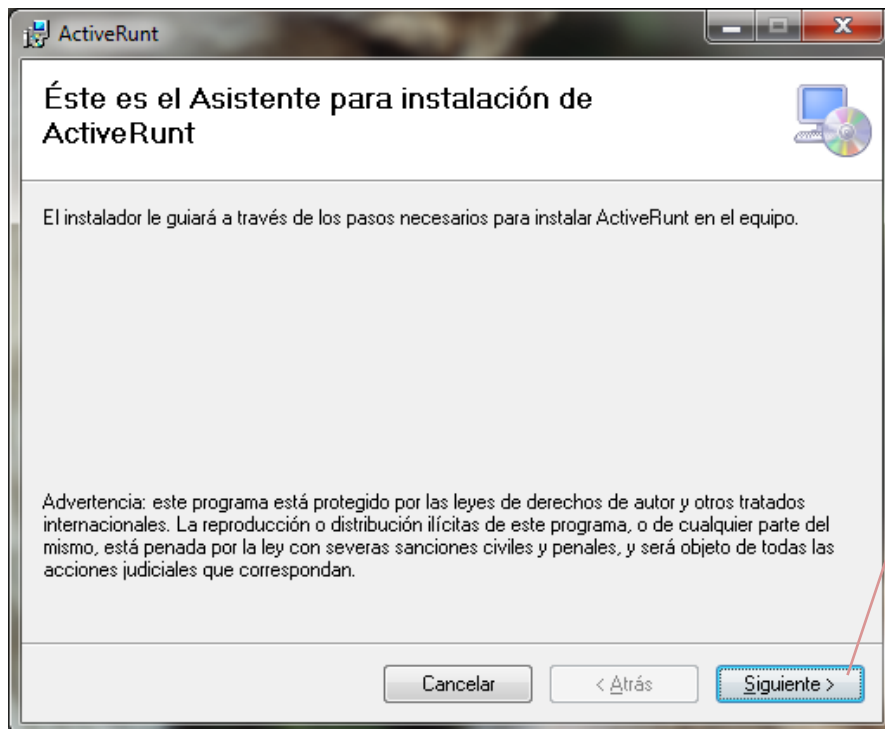 ActiveRunt
Éste es el Asistente para instalación de
ActiveRunt
El instalador le guiará a través de los pasos necesarios para instalar ActiveRunt en el equipo.
Advertencia: este programa está protegido por las leyes de derechos de autor y otros tratados
internacionales. La reproducción o distribución ilícitas de este programa, o de cualquier parte del
mismo, está penada por la ley con severas sanciones civiles y penales, y será objeto de todas las
acciones judiciales que correspondan.
Cancelar < Atrás Siguiente >